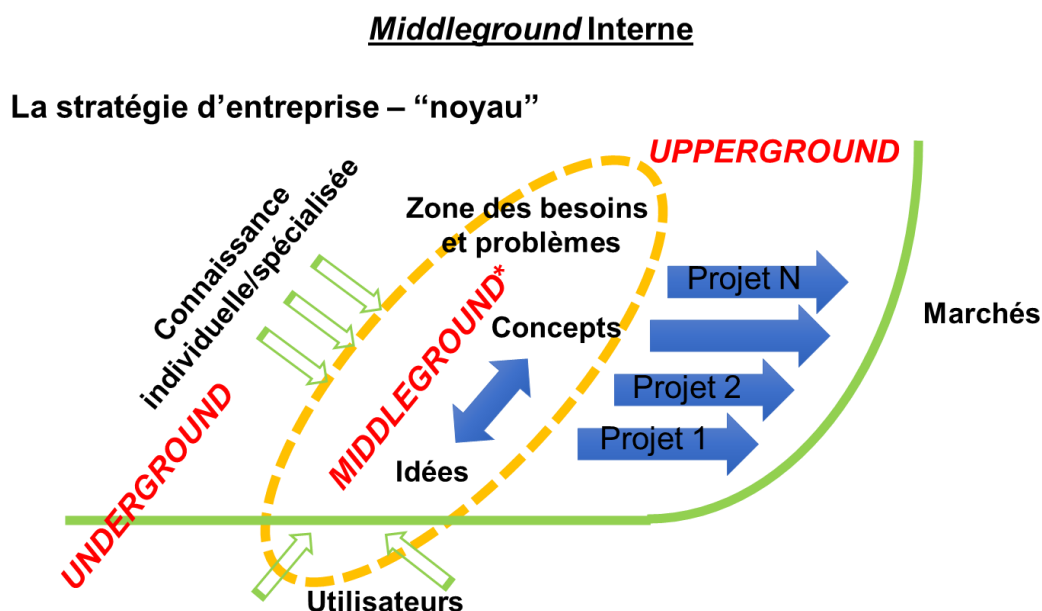 Middleground Interne
La stratégie d’entreprise – “noyau”
UPPERGROUND
Connaissance
individuelle/spécialisée
Zone des besoins
et problèmes
UNDERGROUND
MIDDLEGROUND*
Concepts
Idées
Projet N
Projet 2
Projet 1
Marchés
Utilisateurs